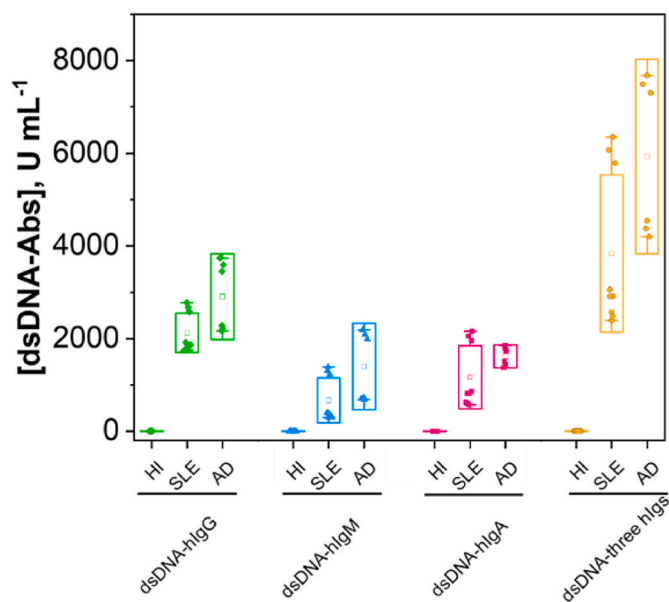 [dsDNA-Abs], U mL⁻¹
8000
6000
4000
2000
0
HI SLE AD HI SLE AD HI SLE AD HI SLE AD
dsDNA-hIgG dsDNA-hIgM dsDNA-hIgA dsDNA-three hIgs